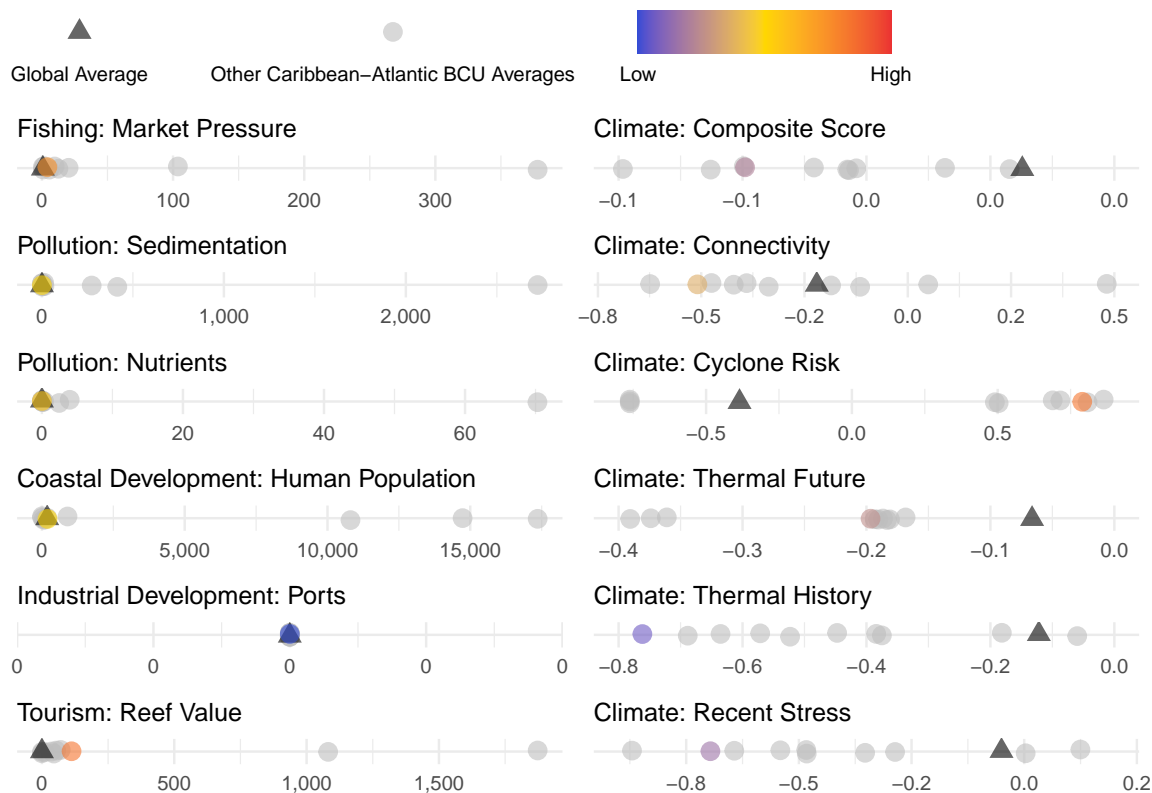 Global Average
Other Caribbean−Atlantic BCU Averages
Low
High
Fishing: Market Pressure
0 100 200 300
Climate: Composite Score
−0.1 −0.1 0.0 0.0 0.0
Pollution: Sedimentation
0 1,000 2,000
Climate: Connectivity
−0.8 −0.5 −0.2 0.0 0.2 0.5
Pollution: Nutrients
0 20 40 60
Climate: Cyclone Risk
−0.5 0.0 0.5
Coastal Development: Human Population
0 5,000 10,000 15,000
Climate: Thermal Future
−0.4 −0.3 −0.2 −0.1 0.0
Industrial Development: Ports
0 0 0 0 0
Climate: Thermal History
−0.8 −0.6 −0.4 −0.2 0.0
Tourism: Reef Value
0 500 1,000 1,500
Climate: Recent Stress
−0.8 −0.5 −0.2 0.0 0.2